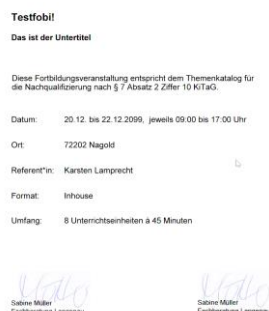 Testfobi!
Das ist der Untertitel
Diese Fortbildungsveranstaltung entspricht dem Themenkatalog für
die Nachqualifizierung nach § 7 Absatz 2 Ziffer 10 KiTaG.
Datum: 20.12. bis 22.12.2099, jeweils 09:00 bis 17:00 Uhr
Ort: 72202 Nagold
Referent*in: Karsten Lamprecht
Format: Inhouse
Umfang: 8 Unterrichtseinheiten à 45 Minuten
Sabine Müller Sabine Müller